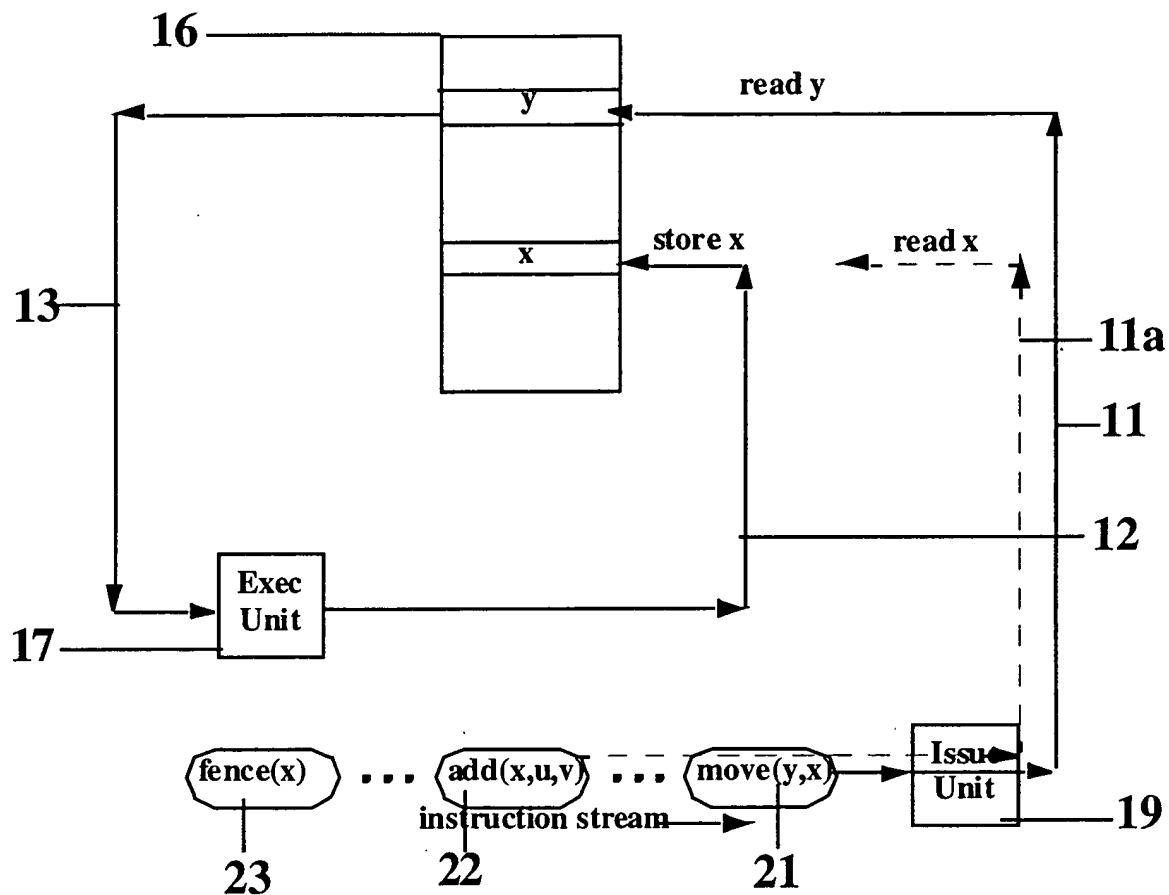 16
read y
y
store x
read x
x
13
11a
11
12
Exec
Unit
17
fence(x) ... add(x,u,v) ... move(y,x)
Issue
Unit
instruction stream
19
23
22
21